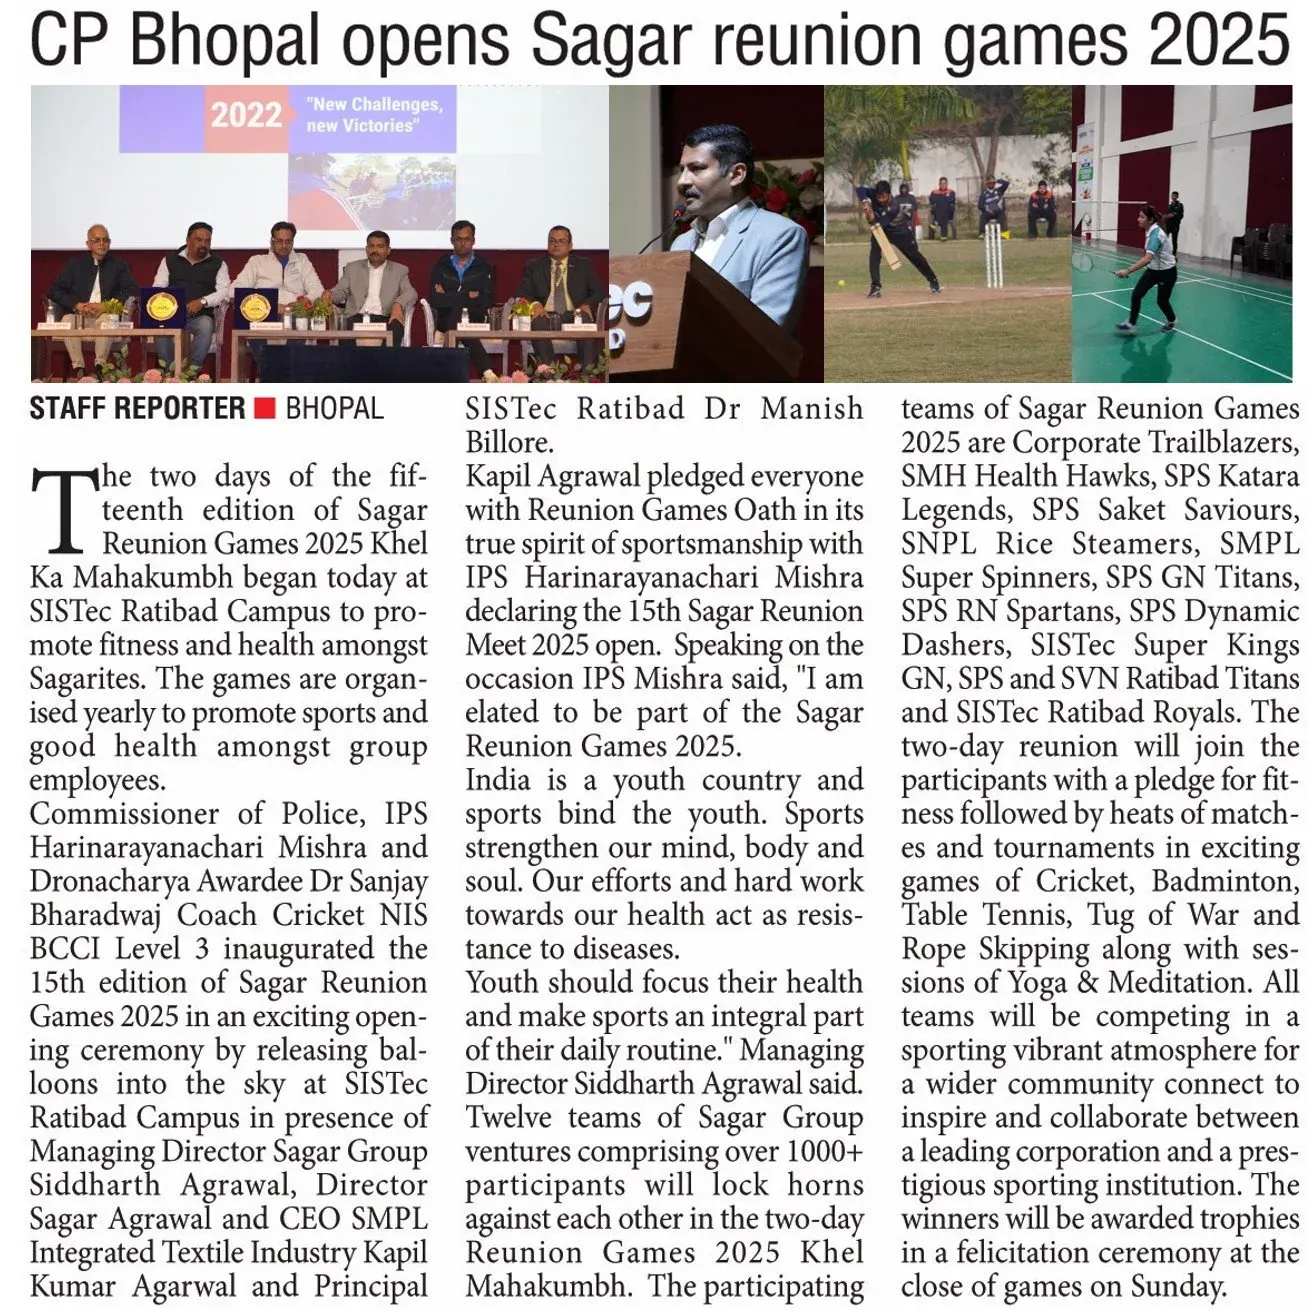 CP Bhopal opens Sagar reunion games 2025
2022
"New Challenges,
new Victories"
STAFF REPORTER ■ BHOPAL
The two days of the fif-
teenth edition of Sagar
Reunion Games 2025 Khel
Ka Mahakumbh began today at
SISTec Ratibad Campus to pro-
mote fitness and health amongst
Sagarites. The games are organ-
ised yearly to promote sports and
good health amongst group
employees.
Commissioner of Police, IPS
Harinarayanachari Mishra and
Dronacharya Awardee Dr Sanjay
Bharadwaj Coach Cricket NIS
BCCI Level 3 inaugurated the
15th edition of Sagar Reunion
Games 2025 in an exciting open-
ing ceremony by releasing bal-
loons into the sky at SISTec
Ratibad Campus in presence of
Managing Director Sagar Group
Siddharth Agrawal, Director
Sagar Agrawal and CEO SMPL
Integrated Textile Industry Kapil
Kumar Agarwal and Principal
SISTec Ratibad Dr Manish
Billore.
Kapil Agrawal pledged everyone
with Reunion Games Oath in its
true spirit of sportsmanship with
IPS Harinarayanachari Mishra
declaring the 15th Sagar Reunion
Meet 2025 open. Speaking on the
occasion IPS Mishra said, "I am
elated to be part of the Sagar
Reunion Games 2025.
India is a youth country and
sports bind the youth. Sports
strengthen our mind, body and
soul. Our efforts and hard work
towards our health act as resis-
tance to diseases.
Youth should focus their health
and make sports an integral part
of their daily routine." Managing
Director Siddharth Agrawal said.
Twelve teams of Sagar Group
ventures comprising over 1000+
participants will lock horns
against each other in the two-day
Reunion Games 2025 Khel
Mahakumbh. The participating
teams of Sagar Reunion Games
2025 are Corporate Trailblazers,
SMH Health Hawks, SPS Katara
Legends, SPS Saket Saviours,
SNPL Rice Steamers, SMPL
Super Spinners, SPS GN Titans,
SPS RN Spartans, SPS Dynamic
Dashers, SISTec Super Kings
GN, SPS and SVN Ratibad Titans
and SISTec Ratibad Royals. The
two-day reunion will join the
participants with a pledge for fit-
ness followed by heats of match-
es and tournaments in exciting
games of Cricket, Badminton,
Table Tennis, Tug of War and
Rope Skipping along with ses-
sions of Yoga & Meditation. All
teams will be competing in a
sporting vibrant atmosphere for
a wider community connect to
inspire and collaborate between
a leading corporation and a pres-
tigious sporting institution. The
winners will be awarded trophies
in a felicitation ceremony at the
close of games on Sunday.